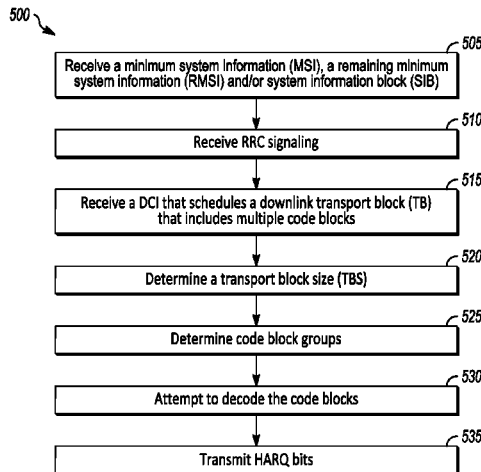 500
505
Receive a minimum system information (MSI), a remaining minimum
system information (RMSI) and/or system information block (SIB)
510
Receive RRC signaling
515
Receive a DCI that schedules a downlink transport block (TB)
that includes multiple code blocks
520
Determine a transport block size (TBS)
525
Determine code block groups
530
Attempt to decode the code blocks
535
Transmit HARQ bits